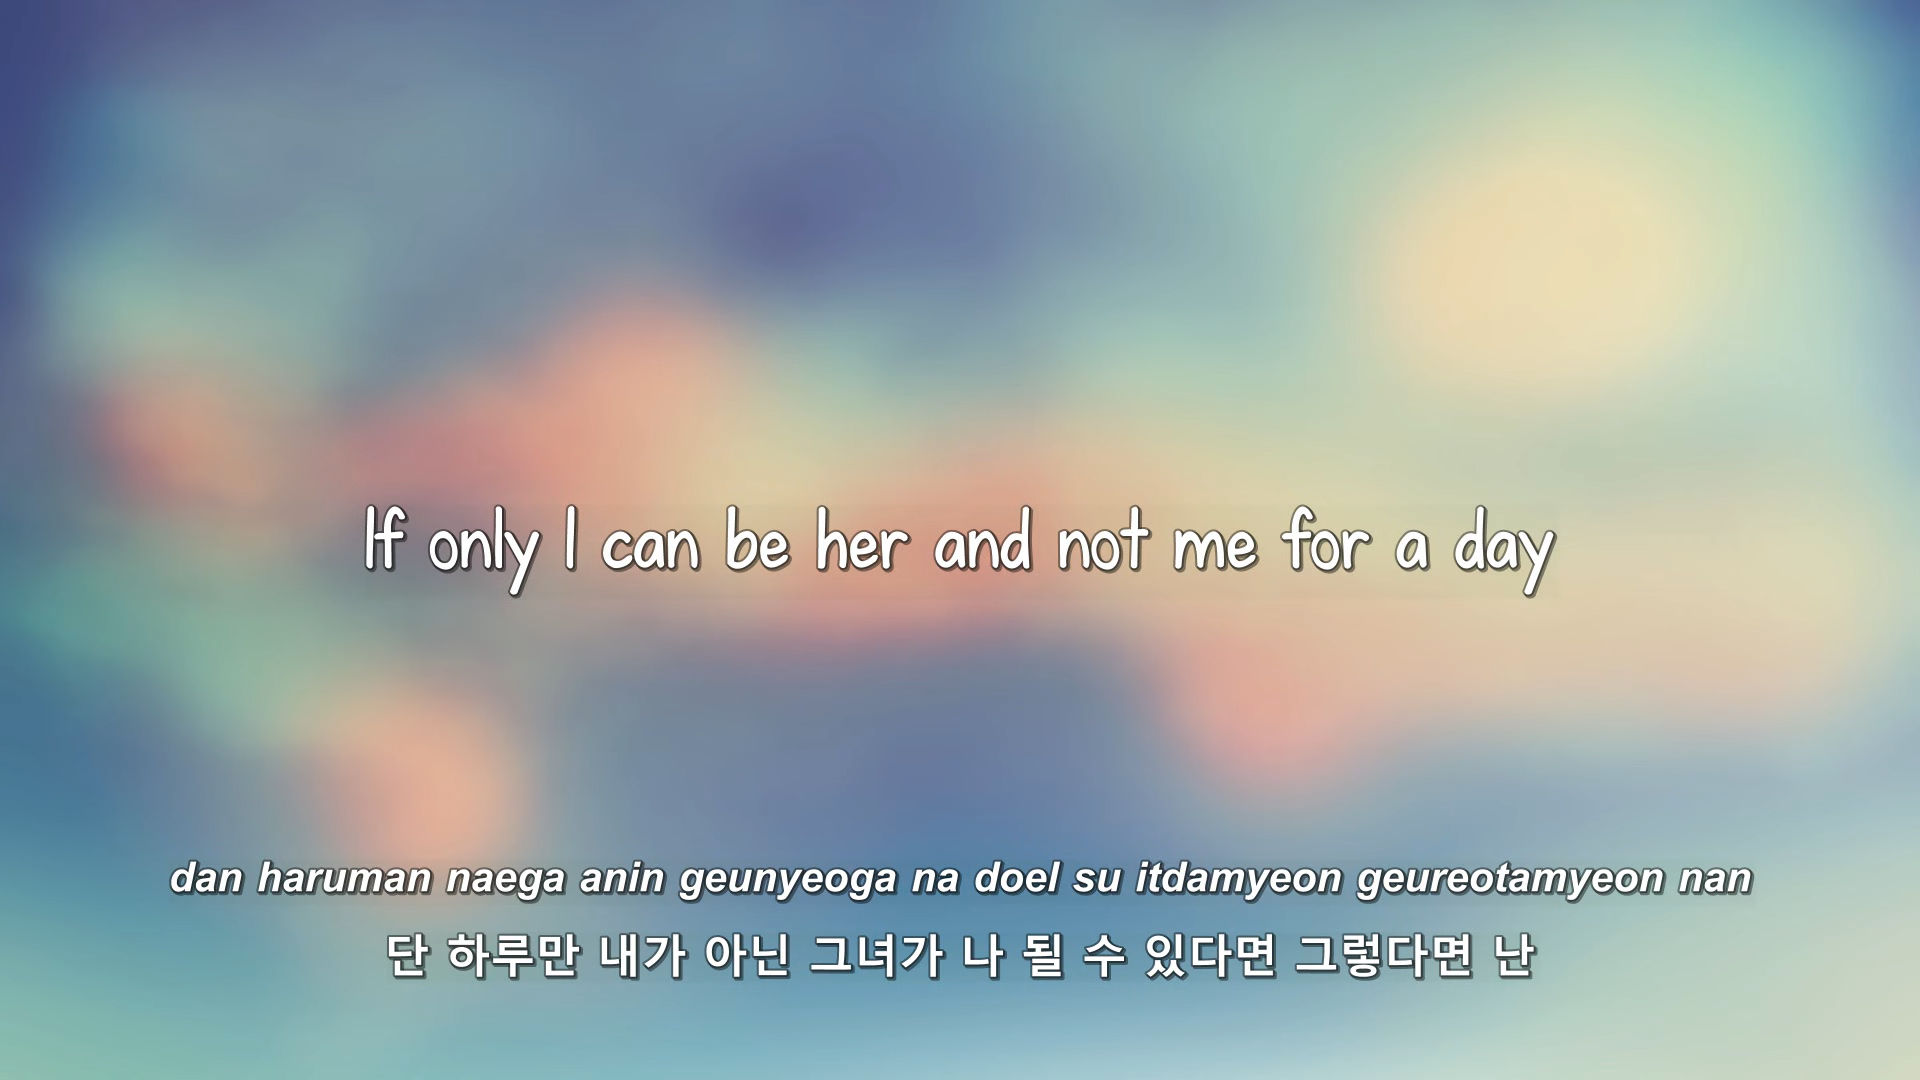 If only I can be her and not me for a day
dan haruman naega anin geunyeoga na doel su itdamyeon geureotamyeon nan
단 하루만 내가 아닌 그녀가 나 될 수 있다면 그렇다면 난